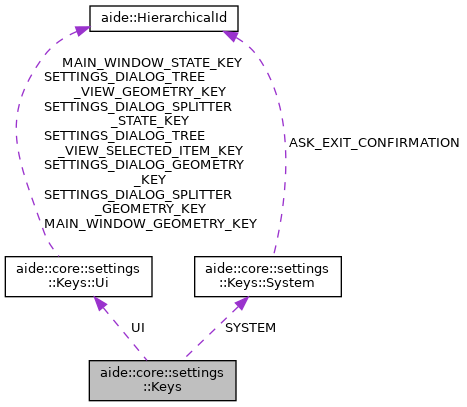 aide::HierarchicalId
MAIN_WINDOW_STATE_KEY
SETTINGS_DIALOG_TREE
_VIEW_GEOMETRY_KEY
SETTINGS_DIALOG_SPLITTER
_STATE_KEY
SETTINGS_DIALOG_TREE
_VIEW_SELECTED_ITEM_KEY
SETTINGS_DIALOG_GEOMETRY
_KEY
SETTINGS_DIALOG_SPLITTER
_GEOMETRY_KEY
MAIN_WINDOW_GEOMETRY_KEY
ASK_EXIT_CONFIRMATION
aide::core::settings
::Keys::Ui
aide::core::settings
::Keys::System
UI
SYSTEM
aide::core::settings
::Keys